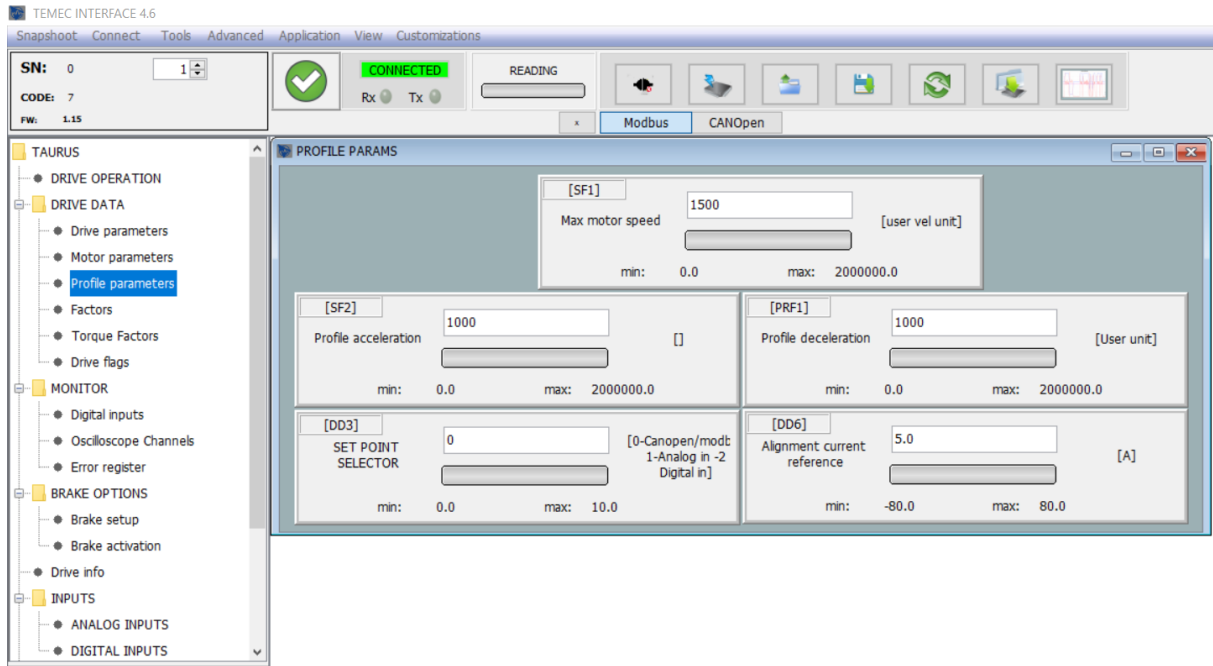 TEMEC INTERFACE 4.6
Snapshoot Connect Tools Advanced Application View Customizations
SN: 0 1
CODE: 7
FW: 1.15
CONNECTED
Rx Tx
READING
x Modbus CANOpen
TAURUS
DRIVE OPERATION
DRIVE DATA
Drive parameters
Motor parameters
Profile parameters
Factors
Torque Factors
Drive flags
MONITOR
Digital inputs
Oscilloscope Channels
Error register
BRAKE OPTIONS
Brake setup
Brake activation
Drive info
INPUTS
ANALOG INPUTS
DIGITAL INPUTS
PROFILE PARAMS
[SF1]
Max motor speed
1500
[user vel unit]
min: 0.0 max: 2000000.0
[SF2]
Profile acceleration
1000
[]
min: 0.0 max: 2000000.0
[PRF1]
Profile deceleration
1000
[User unit]
min: 0.0 max: 2000000.0
[DD3]
SET POINT
SELECTOR
0
[0-Canopen/modb
1-Analog in -2
Digital in]
min: 0.0 max: 10.0
[DD6]
Alignment current
reference
5.0
[A]
min: -80.0 max: 80.0